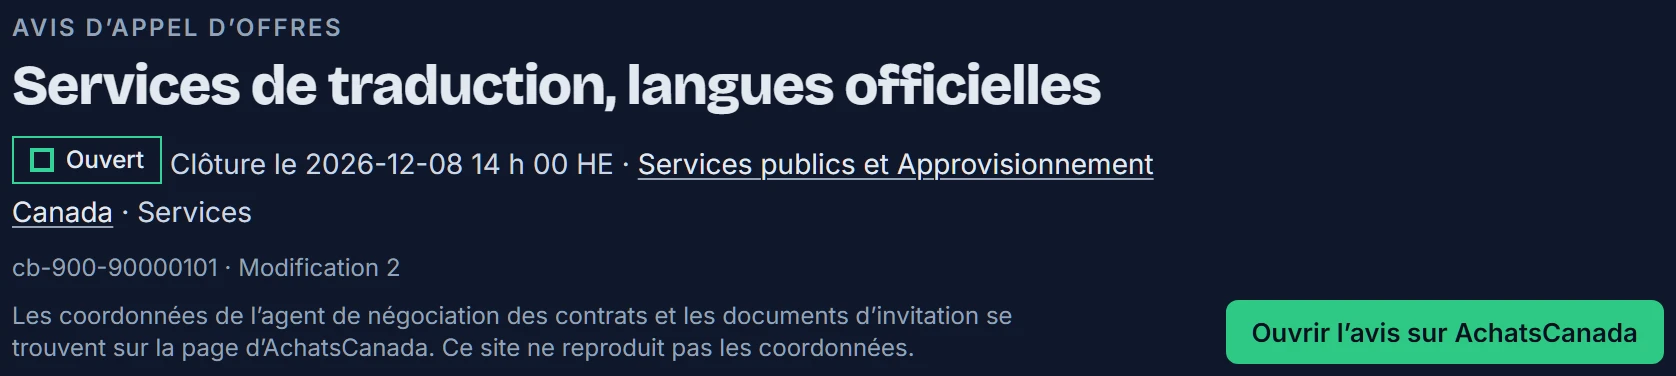 AVIS D’APPEL D’OFFRES
Services de traduction, langues officielles
Ouvert Clôture le 2026-12-08 14 h 00 HE · Services publics et Approvisionnement
Canada · Services
cb-900-90000101 · Modification 2
Les coordonnées de l’agent de négociation des contrats et les documents d’invitation se
trouvent sur la page d’AchatsCanada. Ce site ne reproduit pas les coordonnées.
Ouvrir l’avis sur AchatsCanada